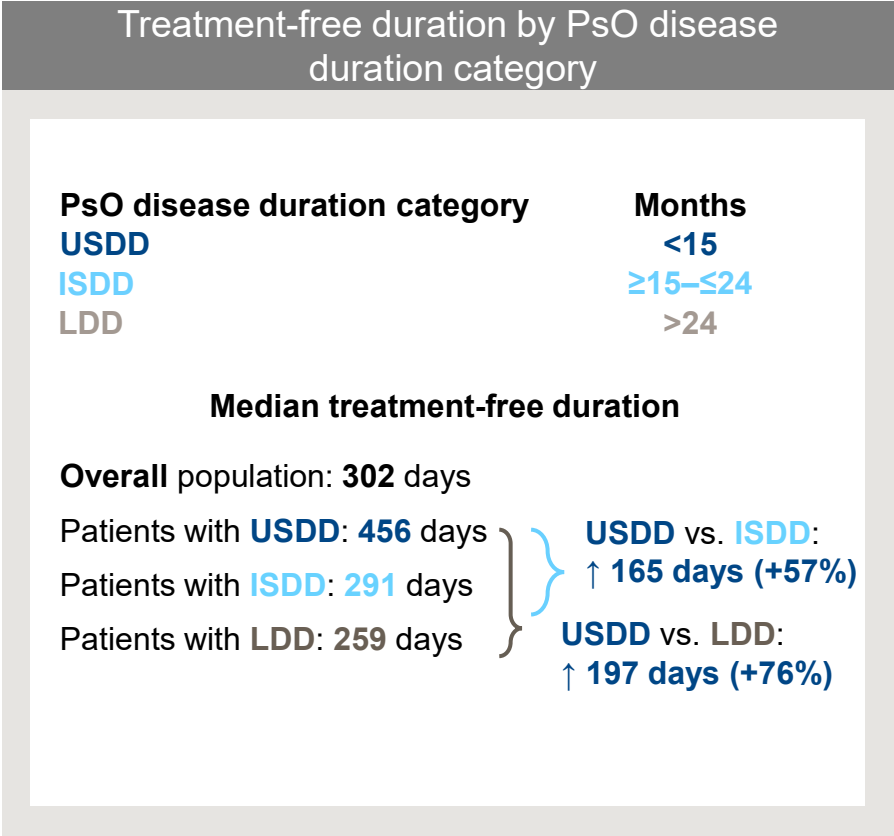 Treatment-free duration by PsO disease
duration category
PsO disease duration category Months
USDD <15
ISDD ≥15–≤24
LDD >24
Median treatment-free duration
Overall population: 302 days
Patients with USDD: 456 days
Patients with ISDD: 291 days
Patients with LDD: 259 days
USDD vs. ISDD:
↑ 165 days (+57%)
USDD vs. LDD:
↑ 197 days (+76%)